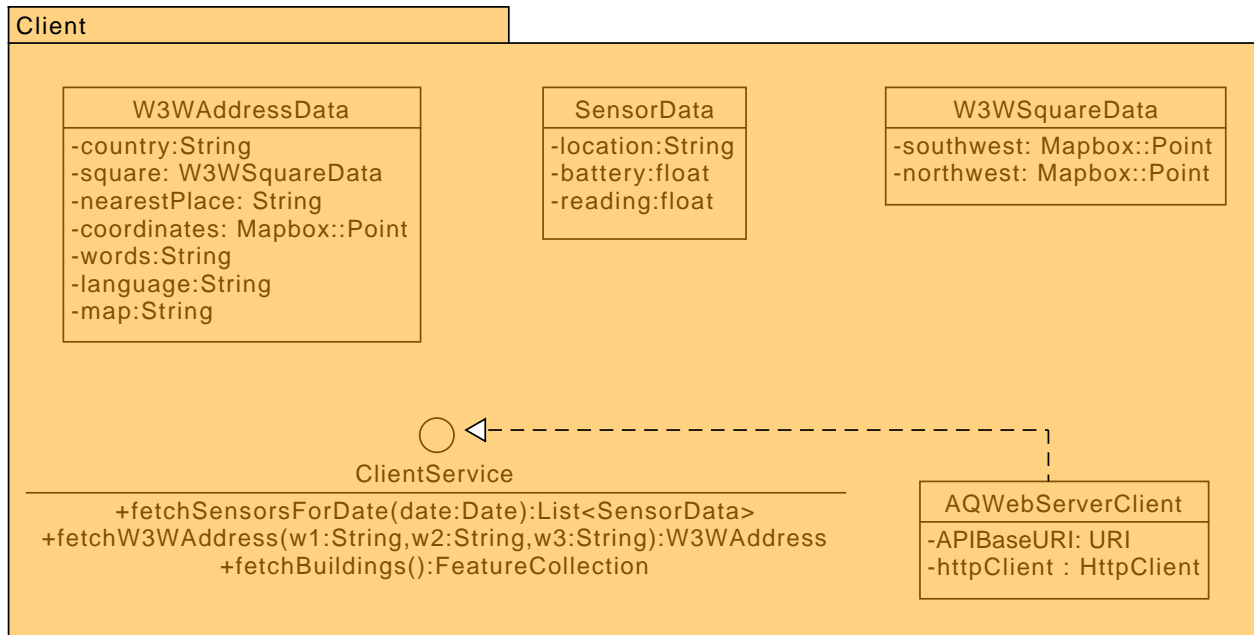 Client
W3WAddressData
-country:String
-square: W3WSquareData
-nearestPlace: String
-coordinates: Mapbox::Point
-words:String
-language:String
-map:String
SensorData
-location:String
-battery:float
-reading:float
W3WSquareData
-southwest: Mapbox::Point
-northwest: Mapbox::Point
ClientService
+fetchSensorsForDate(date:Date):List<SensorData>
+fetchW3WAddress(w1:String,w2:String,w3:String):W3WAddress
+fetchBuildings():FeatureCollection
AQWebServerClient
-APIBaseURI: URI
-httpClient : HttpClient